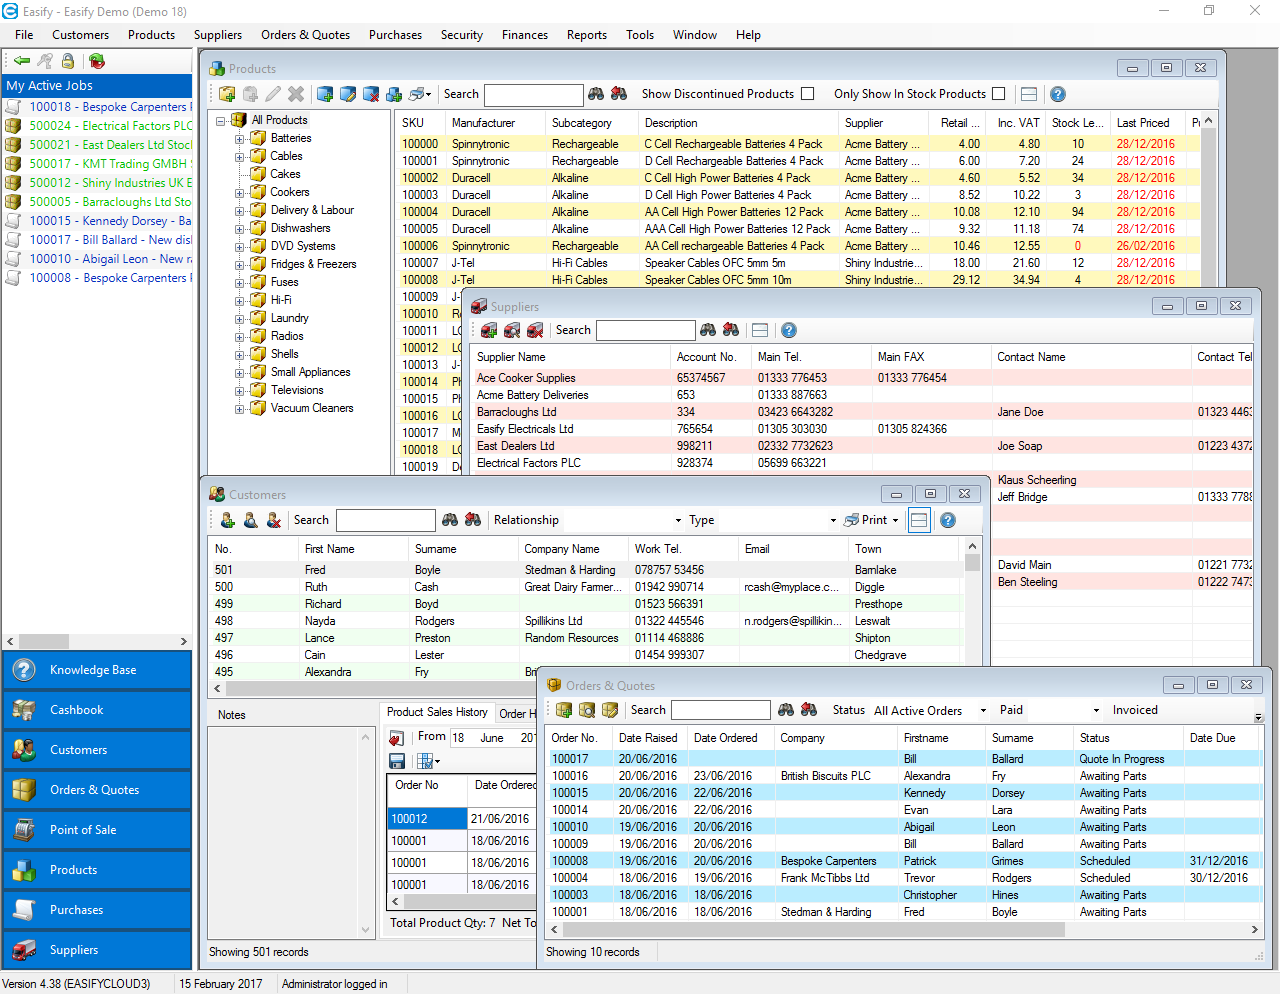 Easify - Easify Demo (Demo 18)
File Customers Products Suppliers Orders & Quotes Purchases Security Finances Reports Tools Window Help
My Active Jobs
100018 - Bespoke Carpenters
500024 - Electrical Factors PLC
500021 - East Dealers Ltd Stoc
500017 - KMT Trading GMBH
500012 - Shiny Industries UK E
500005 - Barracloughs Ltd Sto
100015 - Kennedy Dorsey - Ba
100017 - Bill Ballard - New dis
100010 - Abigail Leon - New ra
100008 - Bespoke Carpenters
Knowledge Base
Cashbook
Customers
Orders & Quotes
Point of Sale
Products
Purchases
Suppliers
Products
Search Show Discontinued Products Only Show In Stock Products
All Products
Batteries
Cables
Cakes
Cookers
Delivery & Labour
Dishwashers
DVD Systems
Fridges & Freezers
Fuses
Hi-Fi
Laundry
Radios
Shells
Small Appliances
Televisions
Vacuum Cleaners
SKU Manufacturer Subcategory Description Supplier Retail ... Inc. VAT Stock Le... Last Priced
100000 Spinnytronic Rechargeable C Cell Rechargeable Batteries 4 Pack Acme Battery ... 4.00 4.80 10 28/12/2016
100001 Spinnytronic Rechargeable D Cell Rechargeable Batteries 4 Pack Acme Battery ... 6.00 7.20 24 28/12/2016
100002 Duracell Alkaline C Cell High Power Batteries 4 Pack Acme Battery ... 4.60 5.52 34 28/12/2016
100003 Duracell Alkaline D Cell High Power Batteries 4 Pack Acme Battery ... 8.52 10.22 3 28/12/2016
100004 Duracell Alkaline AA Cell High Power Batteries 12 Pack Acme Battery ... 10.08 12.10 94 28/12/2016
100005 Duracell Alkaline AAA Cell High Power Batteries 12 Pack Acme Battery ... 9.32 11.18 74 28/12/2016
100006 Spinnytronic Rechargeable AA Cell rechargeable Batteries 4 Pack Acme Battery ... 10.46 12.55 0 26/02/2016
100007 J-Tel Hi-Fi Cables Speaker Cables OFC 5mm 5m Shiny Industrie... 18.00 21.60 12 28/12/2016
100008 J-Tel Hi-Fi Cables Speaker Cables OFC 5mm 10m Shiny Industrie... 29.12 34.94 4 28/12/2016
100009 J-
100010
100011
100012
100013 J-
100014
100015
100016
100017
100018
100019
Suppliers
Search
Supplier Name Account No. Main Tel. Main FAX Contact Name Contact Tel
Ace Cooker Supplies 65374567 01333 776453 01333 776454
Acme Battery Deliveries 653 01333 887663
Barracloughs Ltd 334 03423 6643282 Jane Doe 01323 4463
Easify Electricals Ltd 765654 01305 303030 01305 824366
East Dealers Ltd 998211 02332 7732623 Joe Soap 01223 4372
Electrical Factors PLC 928374 05699 663221
Klaus Scheerling
Jeff Bridge 01333 7788
David Main 01221 7732
Ben Steeling 01222 7473
Customers
Search Relationship Type Print
No. First Name Surname Company Name Work Tel. Email Town
501 Fred Boyle Stedman & Harding 078757 53456 Barnlake
500 Ruth Cash Great Dairy Farmer... 01942 990714 rcash@myplace.c... Diggle
499 Richard Boyd 01523 566391 Presthope
498 Nayda Rodgers Spillikins Ltd 01322 445546 n.rodgers@spillikin... Leswalt
497 Lance Preston Random Resources 01114 468886 Shipton
496 Cain Lester 01454 999307 Chedgrave
495 Alexandra Fry
Notes
Product Sales History Order H
From 18 June 201
Order No Date Ordered
100012 21/06/2016
100001 18/06/2016
100001 18/06/2016
100001 18/06/2016
Total Product Qty: 7 Net To
Showing 501 records
Orders & Quotes
Search Status All Active Orders Paid Invoiced
Order No. Date Raised Date Ordered Company Firstname Surname Status Date Due
100017 20/06/2016 Bill Ballard Quote In Progress
100016 20/06/2016 23/06/2016 British Biscuits PLC Alexandra Fry Awaiting Parts
100015 20/06/2016 22/06/2016 Kennedy Dorsey Awaiting Parts
100014 20/06/2016 22/06/2016 Evan Lara Awaiting Parts
100010 19/06/2016 20/06/2016 Abigail Leon Awaiting Parts
100009 19/06/2016 20/06/2016 Bill Ballard Awaiting Parts
100008 19/06/2016 20/06/2016 Bespoke Carpenters Patrick Grimes Scheduled 31/12/2016
100004 18/06/2016 19/06/2016 Frank McTibbs Ltd Trevor Rodgers Scheduled 30/12/2016
100003 18/06/2016 18/06/2016 Christopher Hines Awaiting Parts
100001 18/06/2016 18/06/2016 Stedman & Harding Fred Boyle Awaiting Parts
Showing 10 records
Version 4.38 (EASIFYCLOUD3) 15 February 2017 Administrator logged in